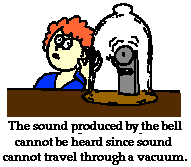 The sound produced by the bell
cannot be heard since sound
cannot travel through a vacuum.